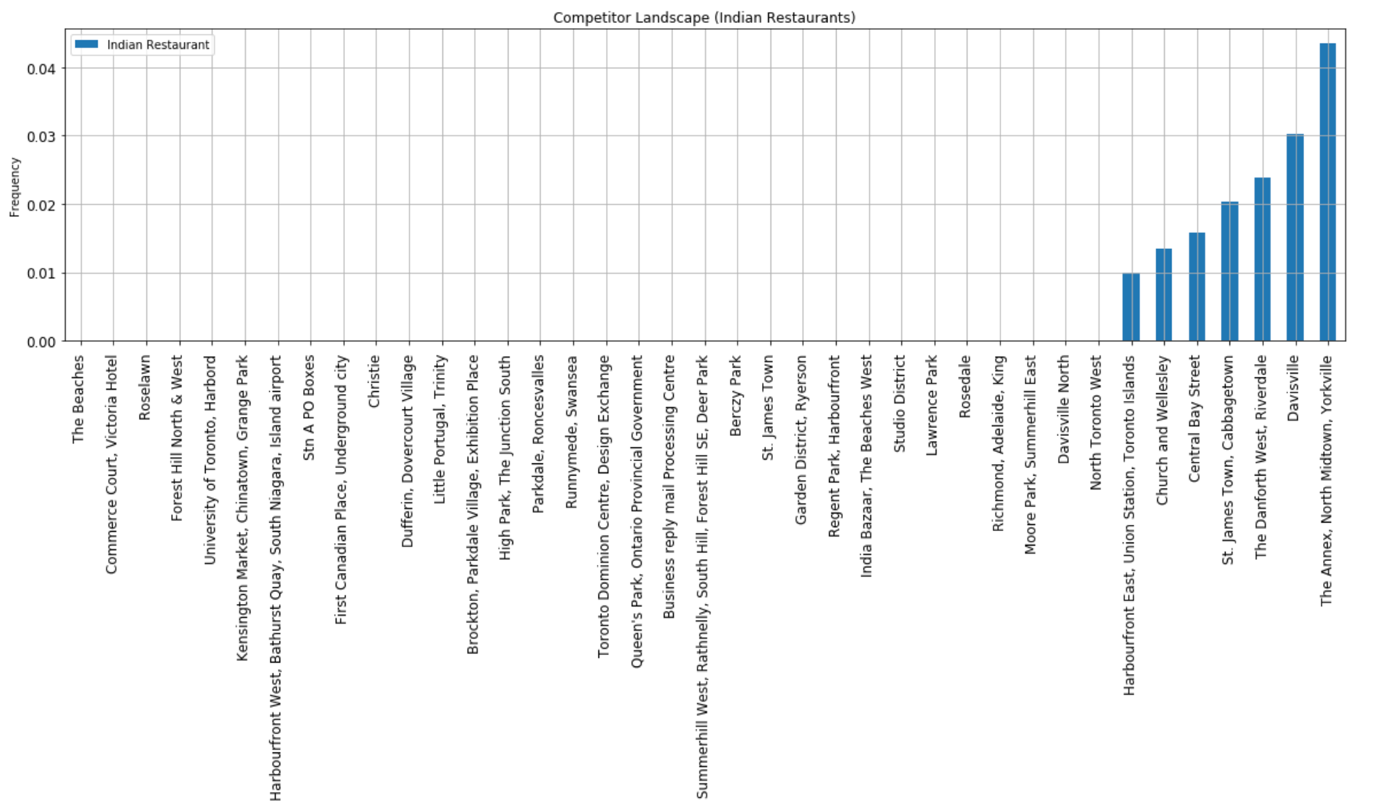 Competitor Landscape (Indian Restaurants)
Indian Restaurant
Frequency
0.04
0.03
0.02
0.01
0.00
The Beaches
Commerce Court, Victoria Hotel
Roselawn
Forest Hill North & West
University of Toronto, Harbord
Kensington Market, Chinatown, Grange Park
Harbourfront West, Bathurst Quay, South Niagara, Island airport
Stn A PO Boxes
First Canadian Place, Underground city
Christie
Dufferin, Dovercourt Village
Little Portugal, Trinity
Brockton, Parkdale Village, Exhibition Place
High Park, The Junction South
Parkdale, Roncesvalles
Runnymede, Swansea
Toronto Dominion Centre, Design Exchange
Queen's Park, Ontario Provincial Government
Business reply mail Processing Centre
Summerhill West, Rathnelly, South Hill, Forest Hill SE, Deer Park
Berczy Park
St. James Town
Garden District, Ryerson
Regent Park, Harbourfront
India Bazaar, The Beaches West
Studio District
Lawrence Park
Rosedale
Richmond, Adelaide, King
Moore Park, Summerhill East
Davisville North
North Toronto West
Harbourfront East, Union Station, Toronto Islands
Church and Wellesley
Central Bay Street
St. James Town, Cabbagetown
The Danforth West, Riverdale
Davisville
The Annex, North Midtown, Yorkville